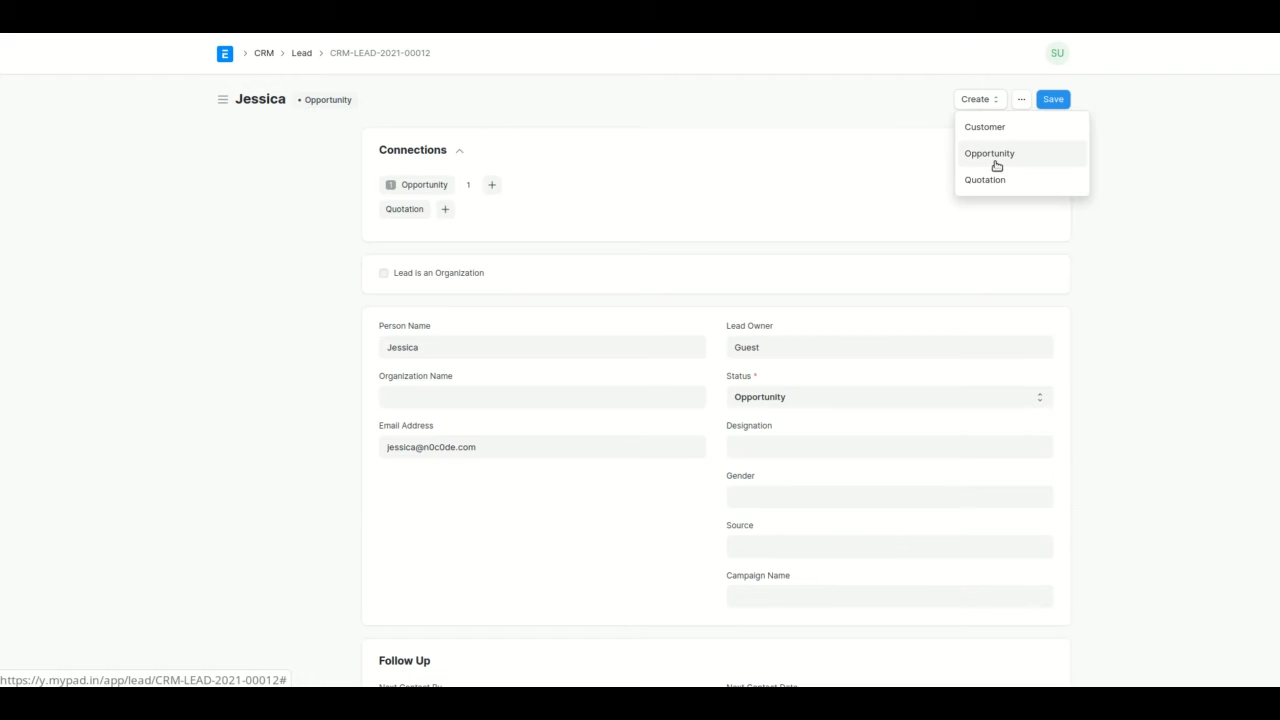 E > CRM > Lead > CRM-LEAD-2021-00012
SU
Jessica • Opportunity
Create ... Save
Customer
Opportunity
Quotation
Connections
1 Opportunity 1 +
Quotation +
Lead is an Organization
Person Name
Jessica
Organization Name
Email Address
jessica@n0c0de.com
Lead Owner
Guest
Status *
Opportunity
Designation
Gender
Source
Campaign Name
Follow Up
Next Contact By
Next Contact Date
https://y.mypad.in/app/lead/CRM-LEAD-2021-00012#